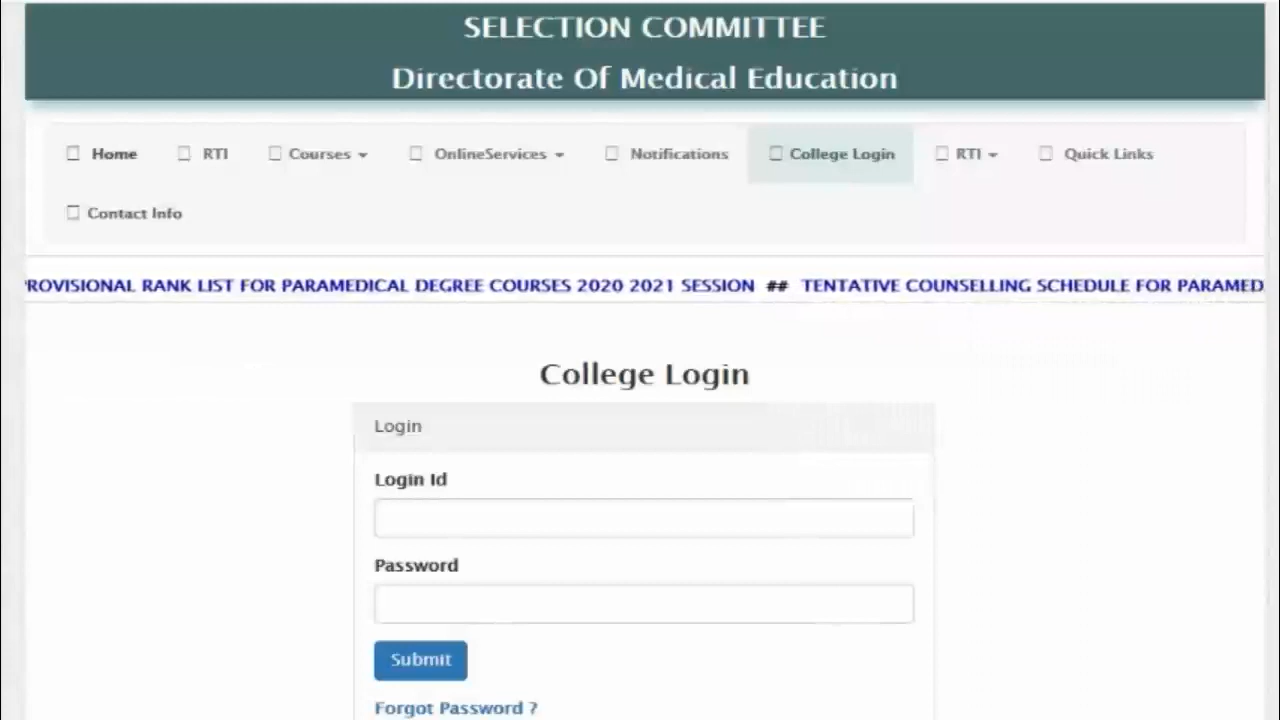 SELECTION COMMITTEE
Directorate Of Medical Education
Home RTI Courses OnlineServices Notifications College Login RTI Quick Links
Contact Info
ROVISIONAL RANK LIST FOR PARAMEDICAL DEGREE COURSES 2020 2021 SESSION ## TENTATIVE COUNSELLING SCHEDULE FOR PARAMED
College Login
Login
Login Id
Password
Submit
Forgot Password ?